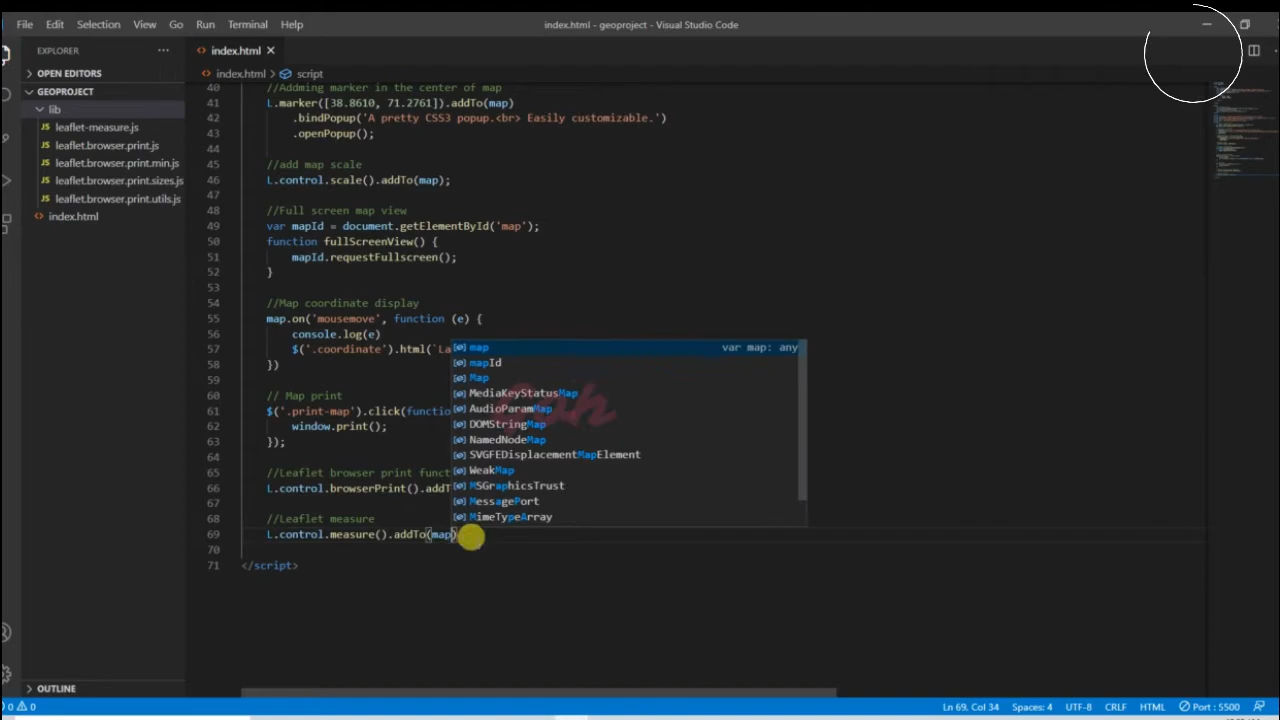 File Edit Selection View Go Run Terminal Help
index.html - geoproject - Visual Studio Code
EXPLORER ...
OPEN EDITORS
GEOPROJECT
lib
JS leaflet-measure.js
JS leaflet.browser.print.js
JS leaflet.browser.print.min.js
JS leaflet.browser.print.sizes.js
JS leaflet.browser.print.utils.js
index.html
OUTLINE
index.html
index.html > script
40 //Addming marker in the center of map
41 L.marker([38.8610, 71.2761]).addTo(map)
42 .bindPopup('A pretty CSS3 popup.<br> Easily customizable.')
43 .openPopup();
44
45 //add map scale
46 L.control.scale().addTo(map);
47
48 //Full screen map view
49 var mapId = document.getElementById('map');
50 function fullScreenView() {
51 mapId.requestFullscreen();
52 }
53
54 //Map coordinate display
55 map.on('mousemove', function (e) {
56 console.log(e)
57 $('.coordinate').html(`La
58 })
59
60 // Map print
61 $('.print-map').click(functio
62 window.print();
63 });
64
65 //Leaflet browser print funct
66 L.control.browserPrint().addT
67
68 //Leaflet measure
69 L.control.measure().addTo(map)
70
71 </script>
map var map: any
mapId
Map
MediaKeyStatusMap
AudioParamMap
DOMStringMap
NamedNodeMap
SVGFEDisplacementMapElement
WeakMap
MSGraphicsTrust
MessagePort
MimeTypeArray
0 0 Ln 69, Col 34 Spaces: 4 UTF-8 CRLF HTML Port : 5500